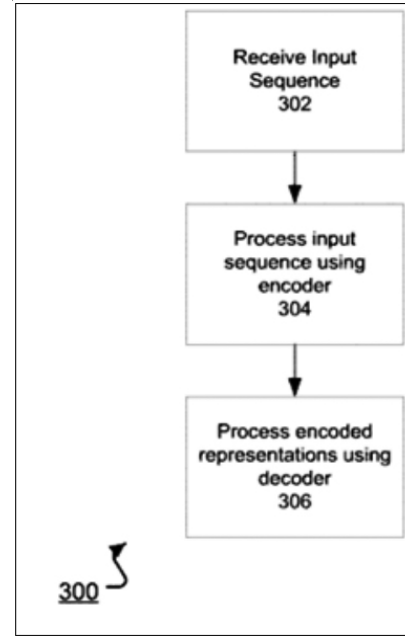 Receive Input
Sequence
302
Process input
sequence using
encoder
304
Process encoded
representations using
decoder
306
300